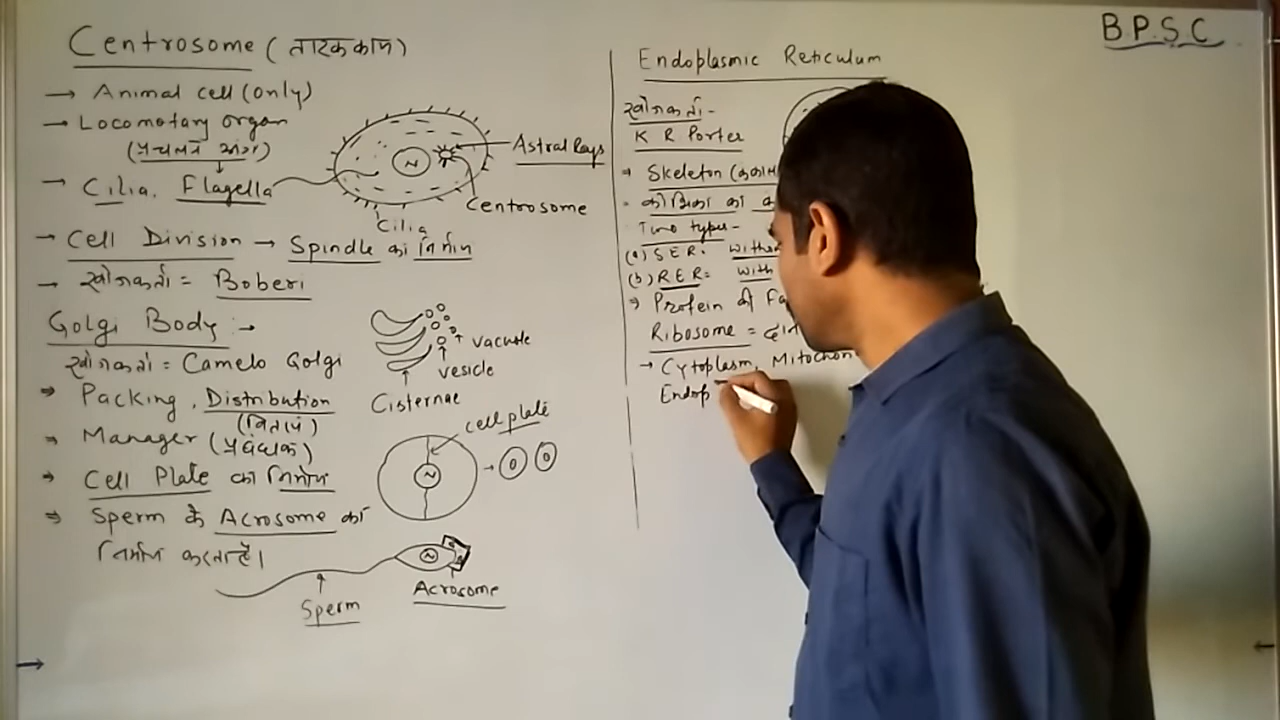 BPSC
Centrosome (तारककाय)
→ Animal cell (only)
→ Locomotary organ
(प्रचलन अंग)
→ Cilia, Flagella
Astral Rays
Centrosome
Cilia
N
→ Cell Division → Spindle का निर्माण
→ खोजकर्ता = Boberi
Golgi Body :→
खोजकर्ता = Camelo Golgi
⇒ Packing, Distribution
(वितरण)
⇒ Manager (प्रबंधक)
⇒ Cell Plate का निर्माण
⇒ Sperm के Acrosome का
निर्माण करता है।
vacuole
vesicle
Cisternae
cell plate
N
N
Acrosome
Sperm
Endoplasmic Reticulum
खोजकर्ता-
K R Porter
⇒ Skeleton
कोशिका का
Two types-
(a) SER=
(b) RER= with
⇒ Protein की
Ribosome =
→ Cytoplasm, Mitochon
Endop